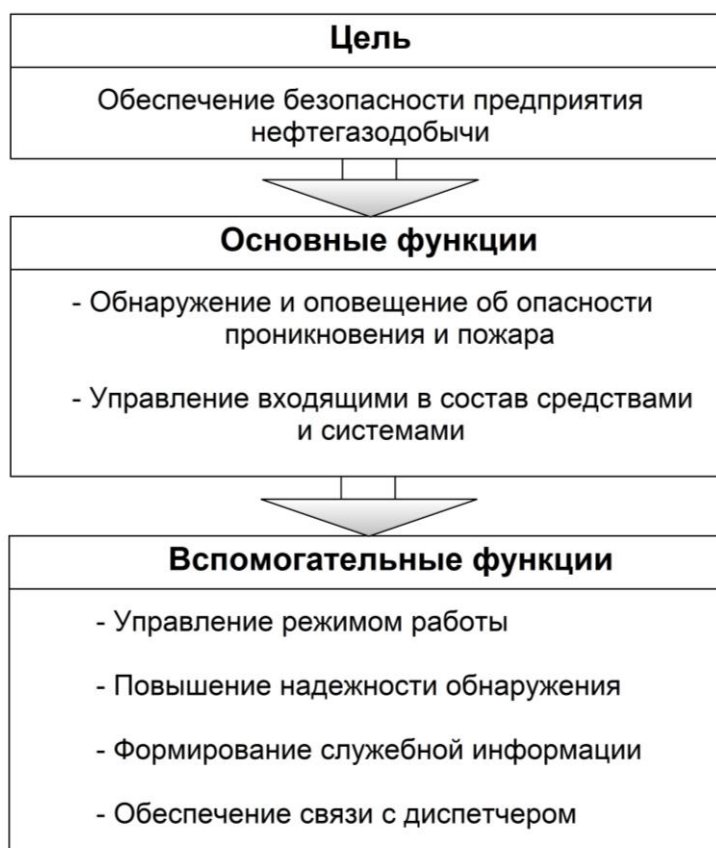 Цель
Обеспечение безопасности предприятия
нефтегазодобычи
Основные функции
- Обнаружение и оповещение об опасности
проникновения и пожара
- Управление входящими в состав средствами
и системами
Вспомогательные функции
- Управление режимом работы
- Повышение надежности обнаружения
- Формирование служебной информации
- Обеспечение связи с диспетчером